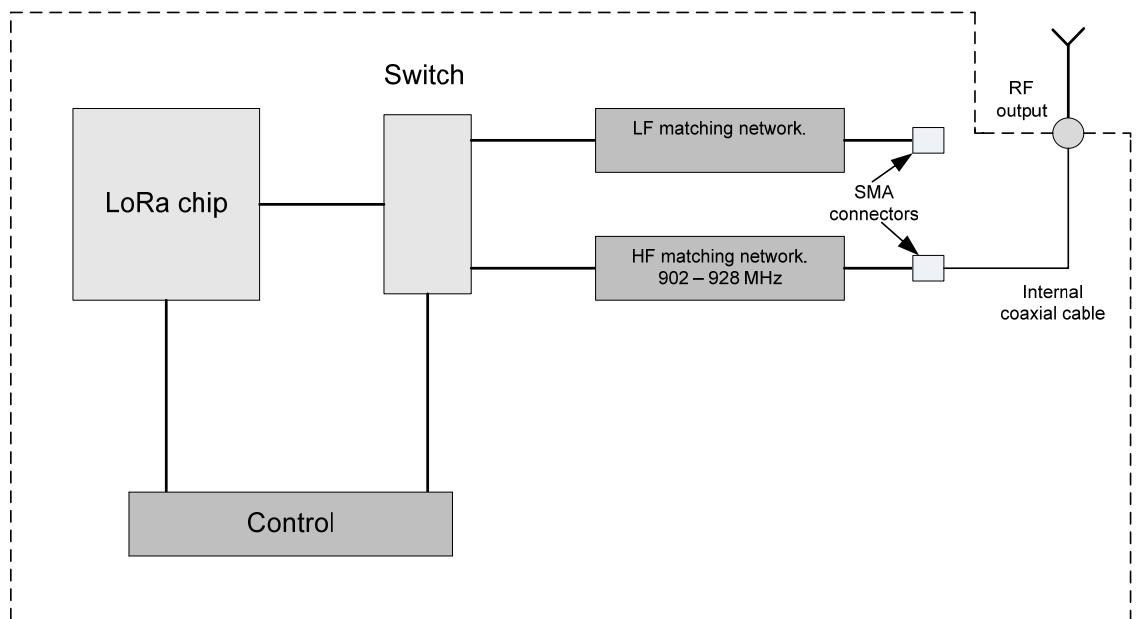 Switch
RF
output
LoRa chip
LF matching network.
SMA
connectors
HF matching network.
902 – 928 MHz
Internal
coaxial cable
Control